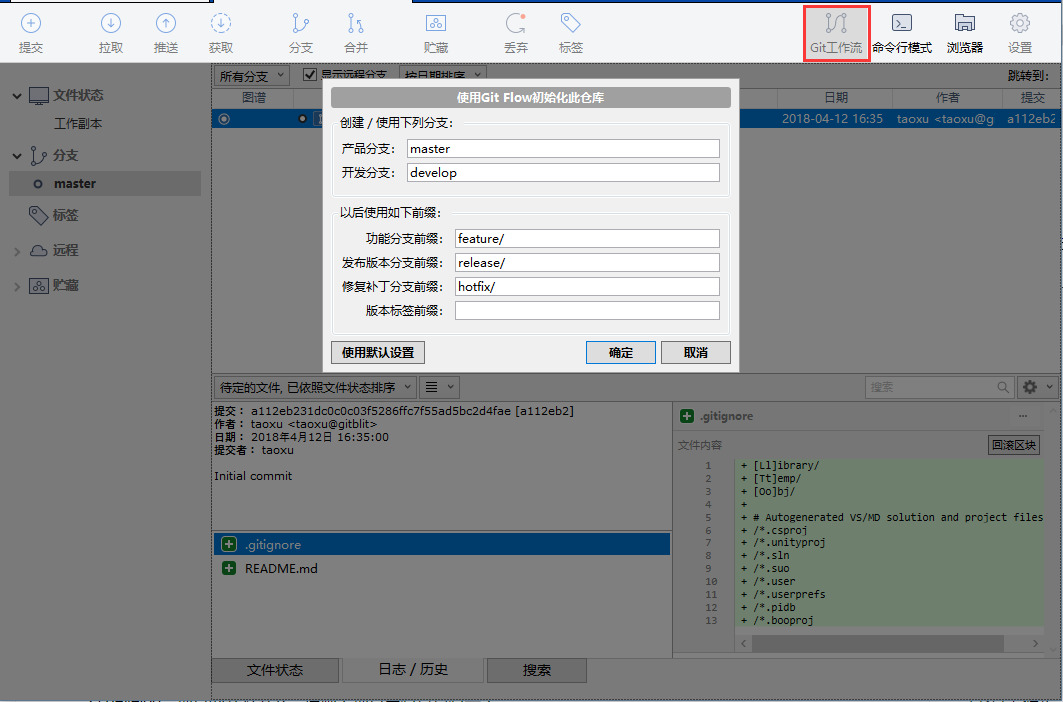 提交 拉取 推送 获取 分支 合并 贮藏 丢弃 标签 Git工作流 命令行模式 浏览器 设置
文件状态
工作副本
分支
master
标签
远程
贮藏
所有分支 显示远程分支 按日期排序 跳转到:
图谱 日期 作者 提交
2018-04-12 16:35 taoxu <taoxu@g a112eb2
使用Git Flow初始化此仓库
创建 / 使用下列分支:
产品分支: master
开发分支: develop
以后使用如下前缀:
功能分支前缀: feature/
发布版本分支前缀: release/
修复补丁分支前缀: hotfix/
版本标签前缀:
使用默认设置 确定 取消
待定的文件, 已依照文件状态排序 搜索
提交: a112eb231dc0c0c03f5286ffc7f55ad5bc2d4fae [a112eb2]
作者: taoxu <taoxu@gitblit>
日期: 2018年4月12日 16:35:00
提交者: taoxu
Initial commit
.gitignore
README.md
.gitignore ...
文件内容 回滚区块
1 + [Ll]ibrary/
2 + [Tt]emp/
3 + [Oo]bj/
4 +
5 + # Autogenerated VS/MD solution and project files
6 + /*.csproj
7 + /*.unityproj
8 + /*.sln
9 + /*.suo
10 + /*.user
11 + /*.userprefs
12 + /*.pidb
13 + /*.booproj
文件状态 日志 / 历史 搜索